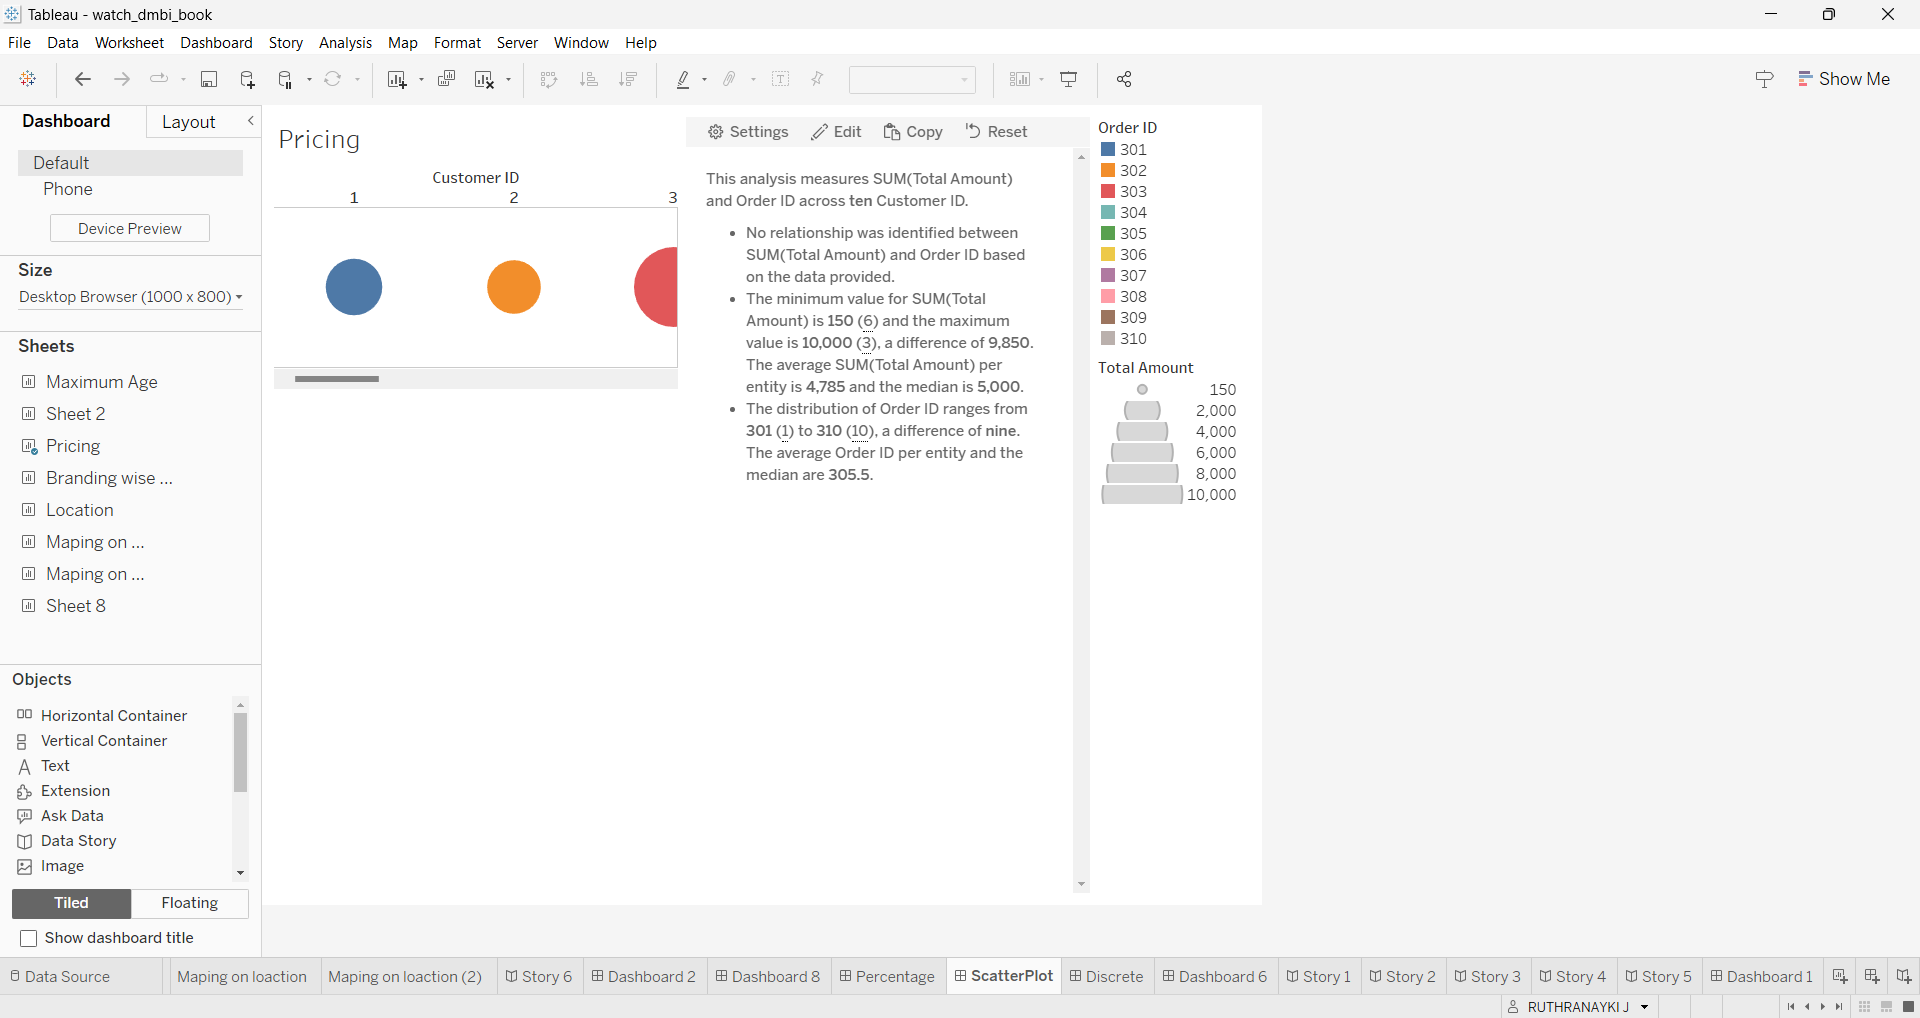 Tableau - watch_dmbi_book
File Data Worksheet Dashboard Story Analysis Map Format Server Window Help
Show Me
Dashboard Layout
Default
Phone
Device Preview
Size
Desktop Browser (1000 x 800)
Sheets
Maximum Age
Sheet 2
Pricing
Branding wise ...
Location
Maping on ...
Maping on ...
Sheet 8
Objects
Horizontal Container
Vertical Container
Text
Extension
Ask Data
Data Story
Image
Tiled Floating
Show dashboard title
Pricing
Customer ID
1 2 3
Settings Edit Copy Reset
This analysis measures SUM(Total Amount)
and Order ID across ten Customer ID.
• No relationship was identified between
SUM(Total Amount) and Order ID based
on the data provided.
• The minimum value for SUM(Total
Amount) is 150 (6) and the maximum
value is 10,000 (3), a difference of 9,850.
The average SUM(Total Amount) per
entity is 4,785 and the median is 5,000.
• The distribution of Order ID ranges from
301 (1) to 310 (10), a difference of nine.
The average Order ID per entity and the
median are 305.5.
Order ID
301
302
303
304
305
306
307
308
309
310
Total Amount
150
2,000
4,000
6,000
8,000
10,000
Data Source Maping on loaction Maping on loaction (2) Story 6 Dashboard 2 Dashboard 8 Percentage ScatterPlot Discrete Dashboard 6 Story 1 Story 2 Story 3 Story 4 Story 5 Dashboard 1
RUTHRANAYKI J